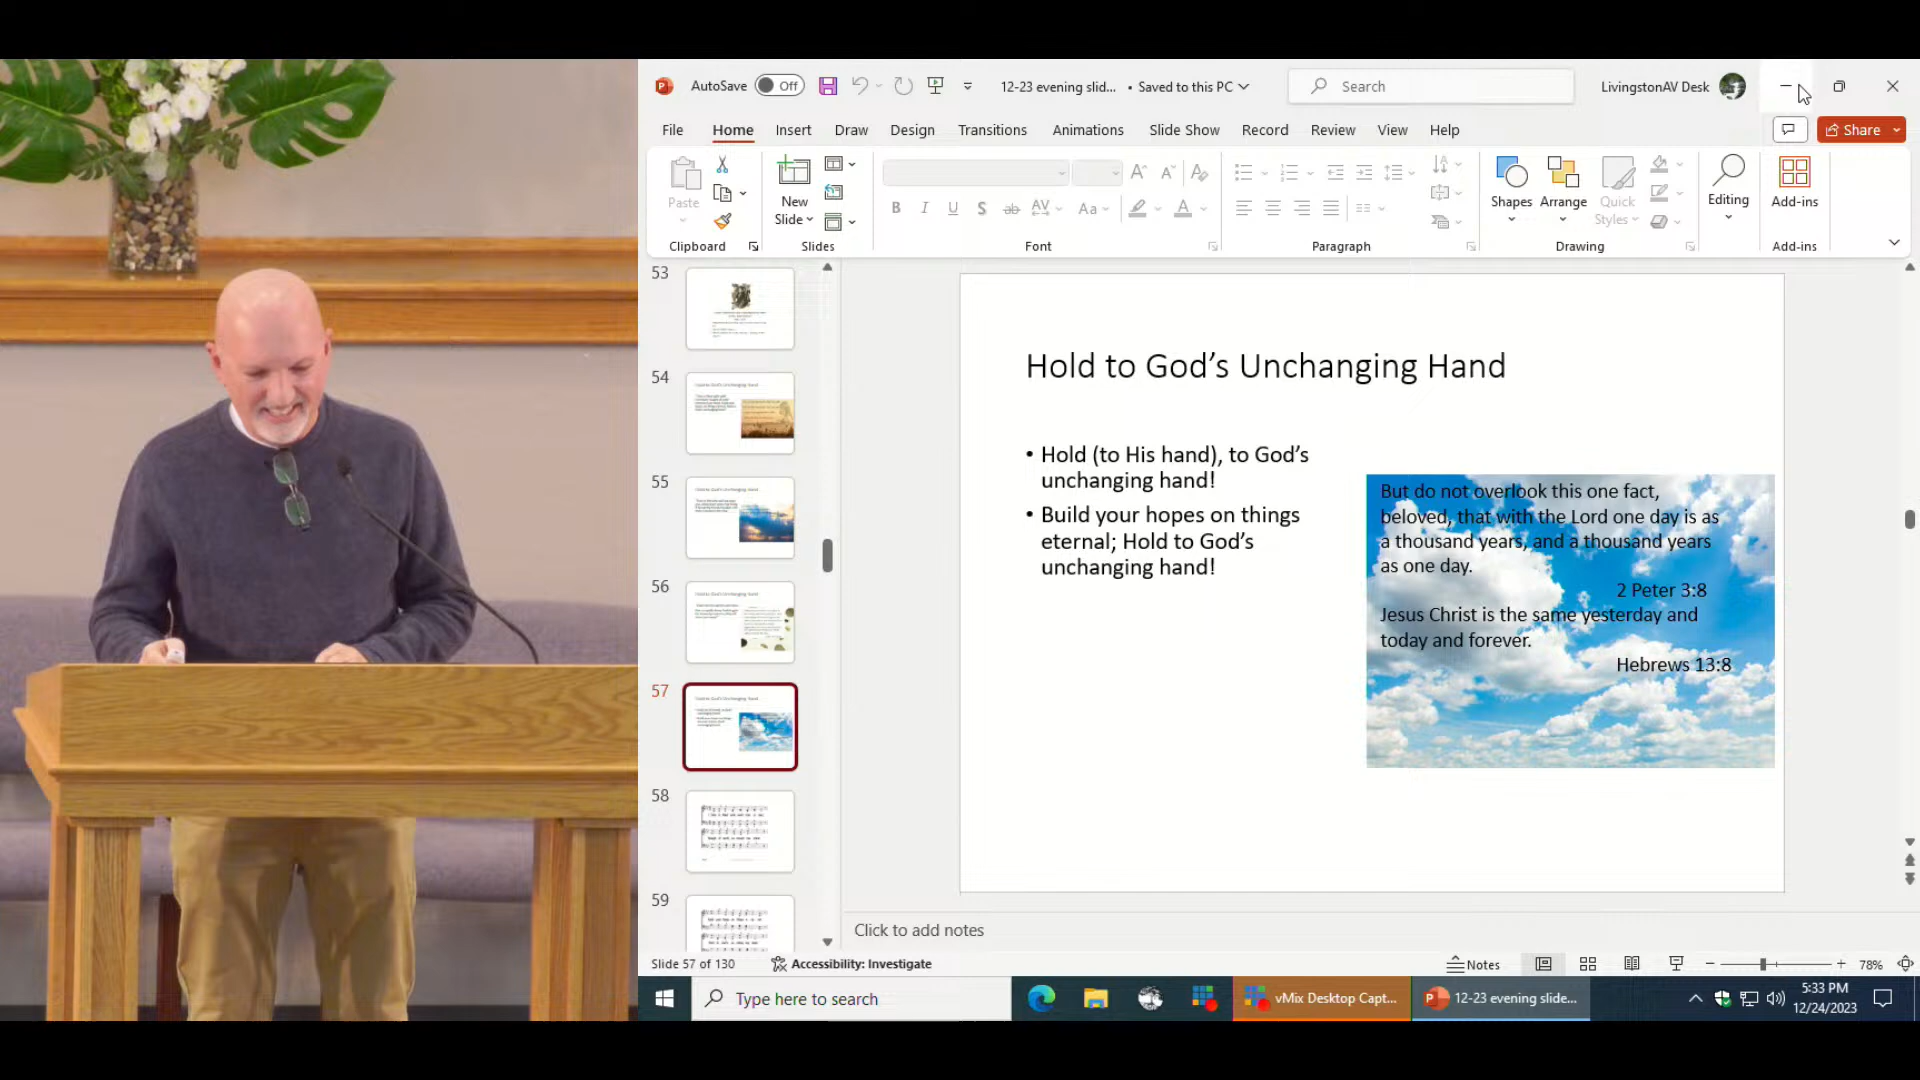 AutoSave Off 12-23 evening slid... • Saved to this PC Search LivingstonAV Desk
File Home Insert Draw Design Transitions Animations Slide Show Record Review View Help Share
Paste New Slide Shapes Arrange Quick Styles Editing Add-ins
Clipboard Slides Font Paragraph Drawing Add-ins
53
54
55
56
57
58
59
Hold to God's Unchanging Hand
• Hold (to His hand), to God's
unchanging hand!
• Build your hopes on things
eternal; Hold to God's
unchanging hand!
But do not overlook this one fact,
beloved, that with the Lord one day is as
a thousand years, and a thousand years
as one day.
2 Peter 3:8
Jesus Christ is the same yesterday and
today and forever.
Hebrews 13:8
Click to add notes
Slide 57 of 130 Accessibility: Investigate Notes 78%
Type here to search vMix Desktop Capt... 12-23 evening slide... 5:33 PM
12/24/2023